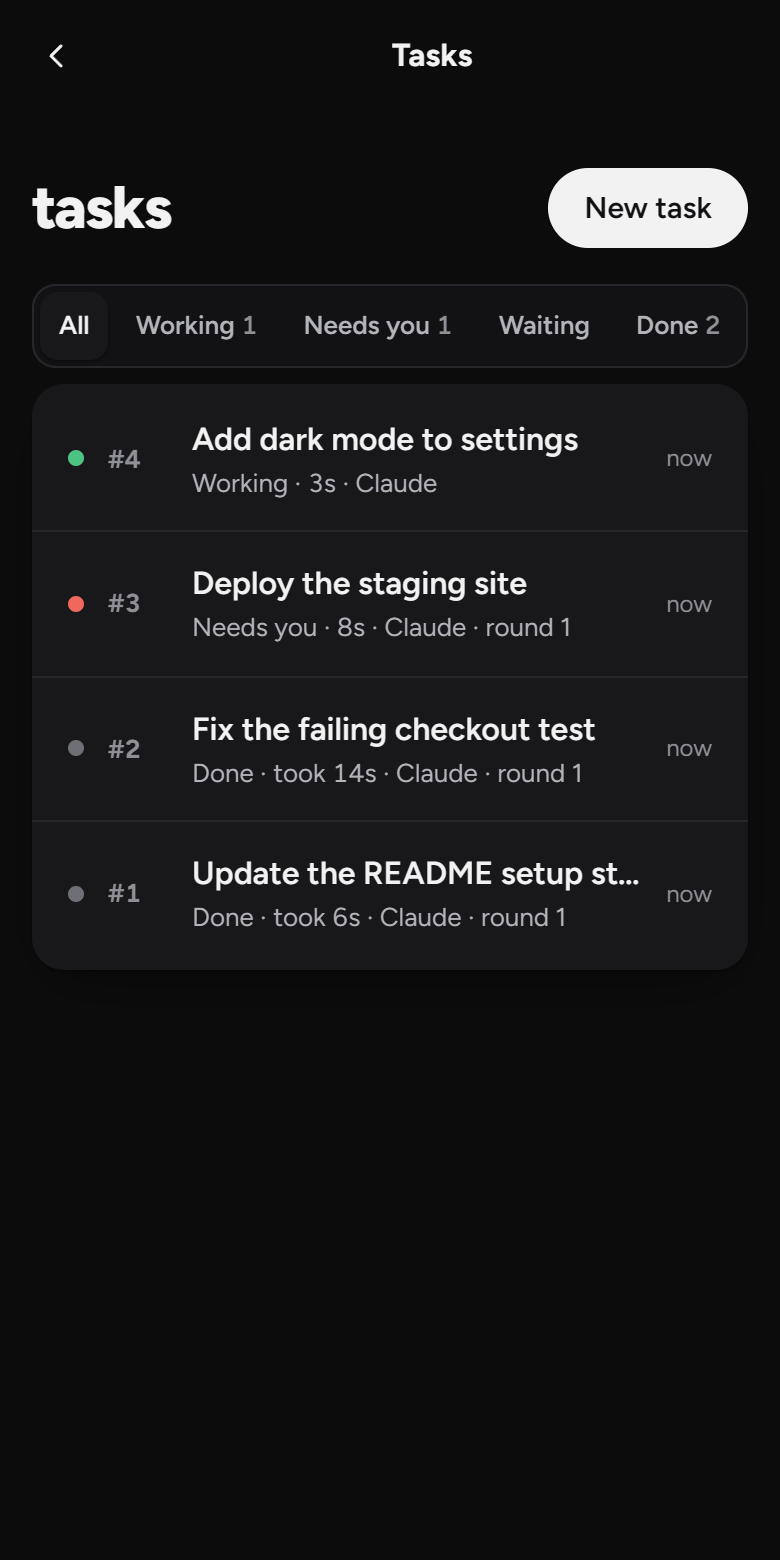 Tasks
tasks
New task
All Working 1 Needs you 1 Waiting Done 2
#4 Add dark mode to settings now
Working · 3s · Claude
#3 Deploy the staging site now
Needs you · 8s · Claude · round 1
#2 Fix the failing checkout test now
Done · took 14s · Claude · round 1
#1 Update the README setup st... now
Done · took 6s · Claude · round 1